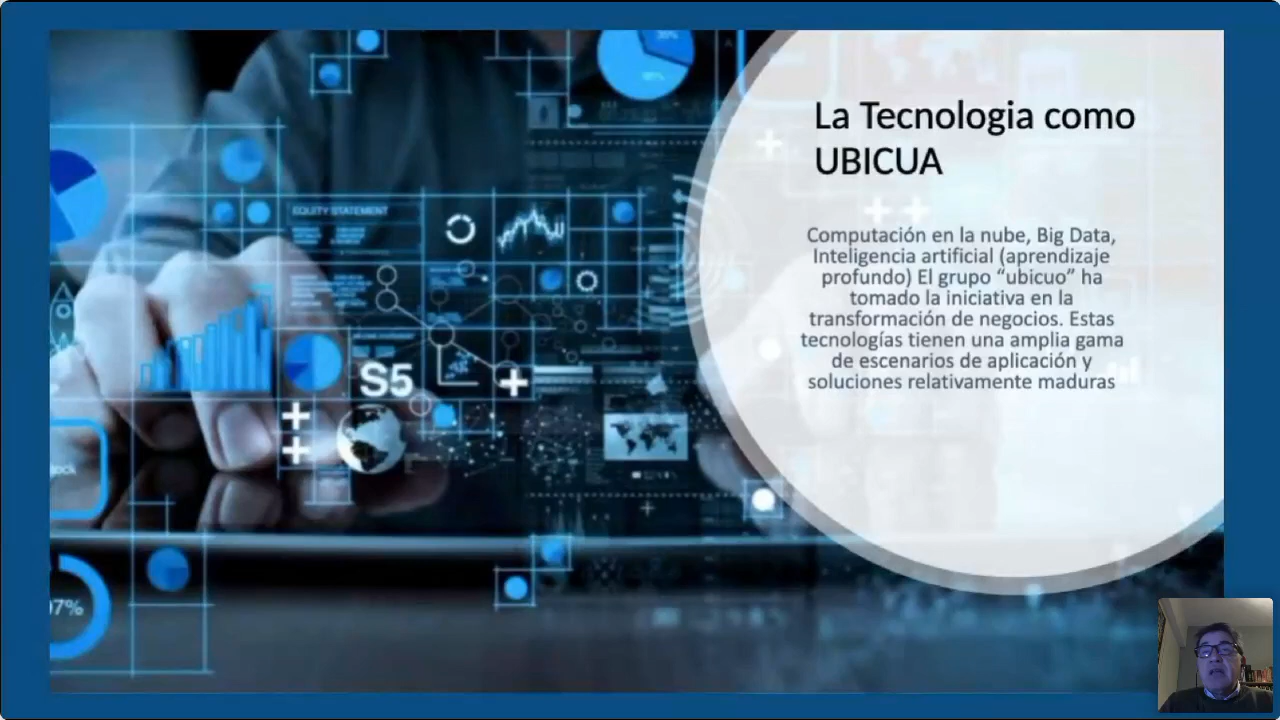 La Tecnologia como
UBICUA
Computación en la nube, Big Data,
Inteligencia artificial (aprendizaje
profundo) El grupo “ubicuo” ha
tomado la iniciativa en la
transformación de negocios. Estas
tecnologías tienen una amplia gama
de escenarios de aplicación y
soluciones relativamente maduras
EQUITY STATEMENT
S5